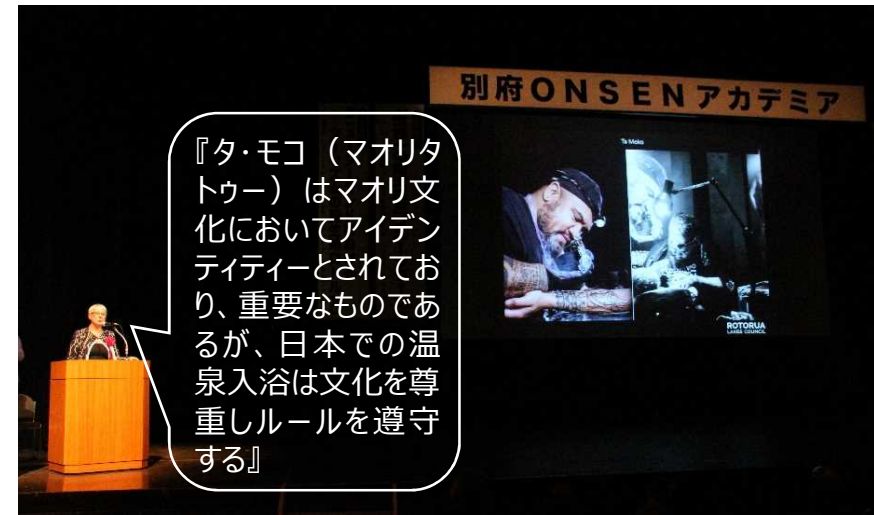 別府ONSENアカデミア
Ta Moko
『タ・モコ（マオリタ
トゥー）はマオリ文
化においてアイデン
ティティーとされてお
り、重要なものであ
るが、日本での温
泉入浴は文化を尊
重しルールを遵守
する』
ROTORUA
LAKES COUNCIL